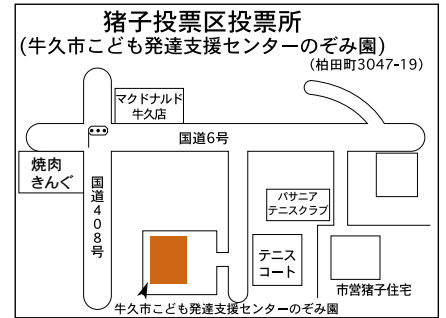 猪子投票区投票所
(牛久市こども発達支援センターのぞみ園)
(柏田町3047-19)
マクドナルド
牛久店
国道6号
焼肉
きんぐ
国道408号
パサニア
テニスクラブ
テニス
コート
市営猪子住宅
牛久市こども発達支援センターのぞみ園